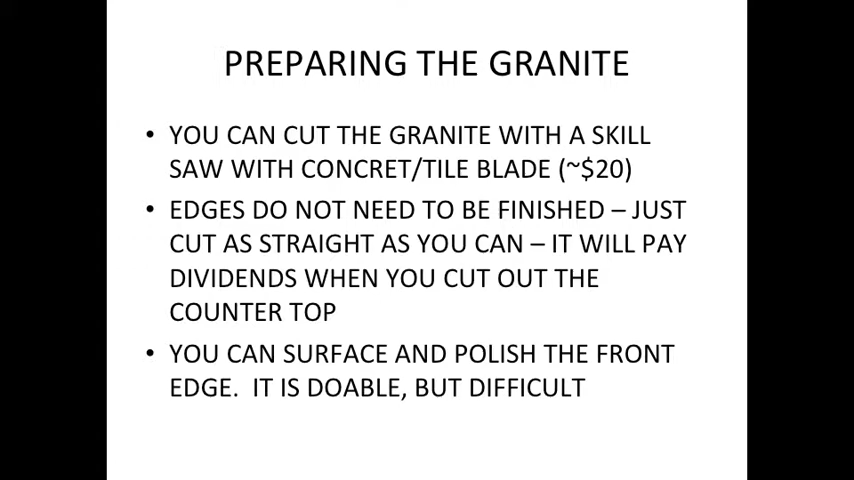 PREPARING THE GRANITE
• YOU CAN CUT THE GRANITE WITH A SKILL
SAW WITH CONCRET/TILE BLADE (~$20)
• EDGES DO NOT NEED TO BE FINISHED – JUST
CUT AS STRAIGHT AS YOU CAN – IT WILL PAY
DIVIDENDS WHEN YOU CUT OUT THE
COUNTER TOP
• YOU CAN SURFACE AND POLISH THE FRONT
EDGE.  IT IS DOABLE, BUT DIFFICULT